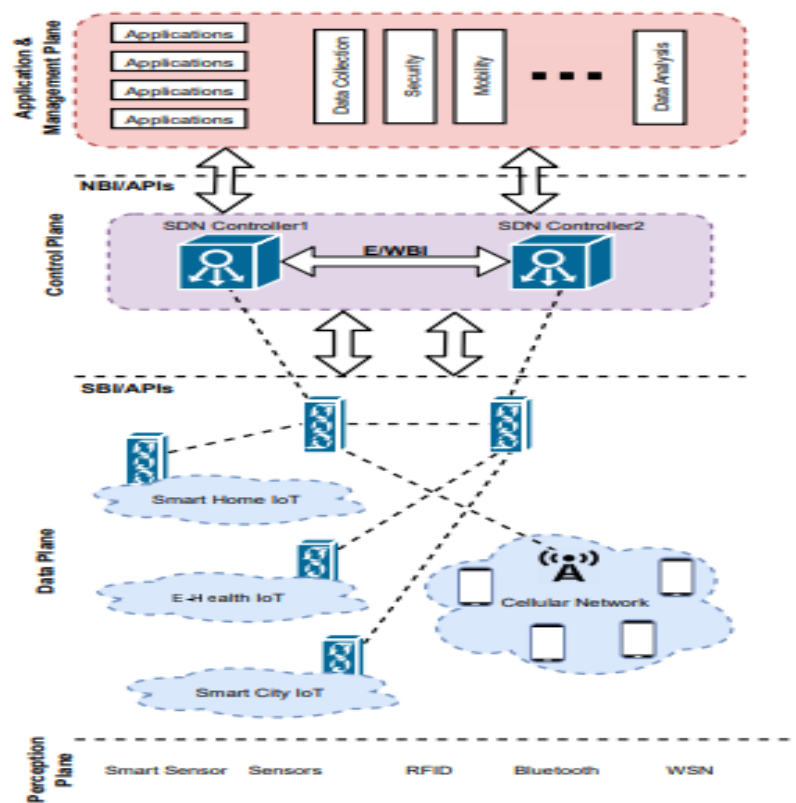 Application &
Management Plane
Applications
Applications
Applications
Applications
Data Collection
Security
Mobility
Data Analysis
NBI/APIs
Control Plane
SDN Controller1
SDN Controller2
E/WBI
SBI/APIs
Data Plane
Smart Home IoT
E-Health IoT
Cellular Network
Smart City IoT
Perception
Plane
Smart Sensor
Sensors
RFID
Bluetooth
WSN